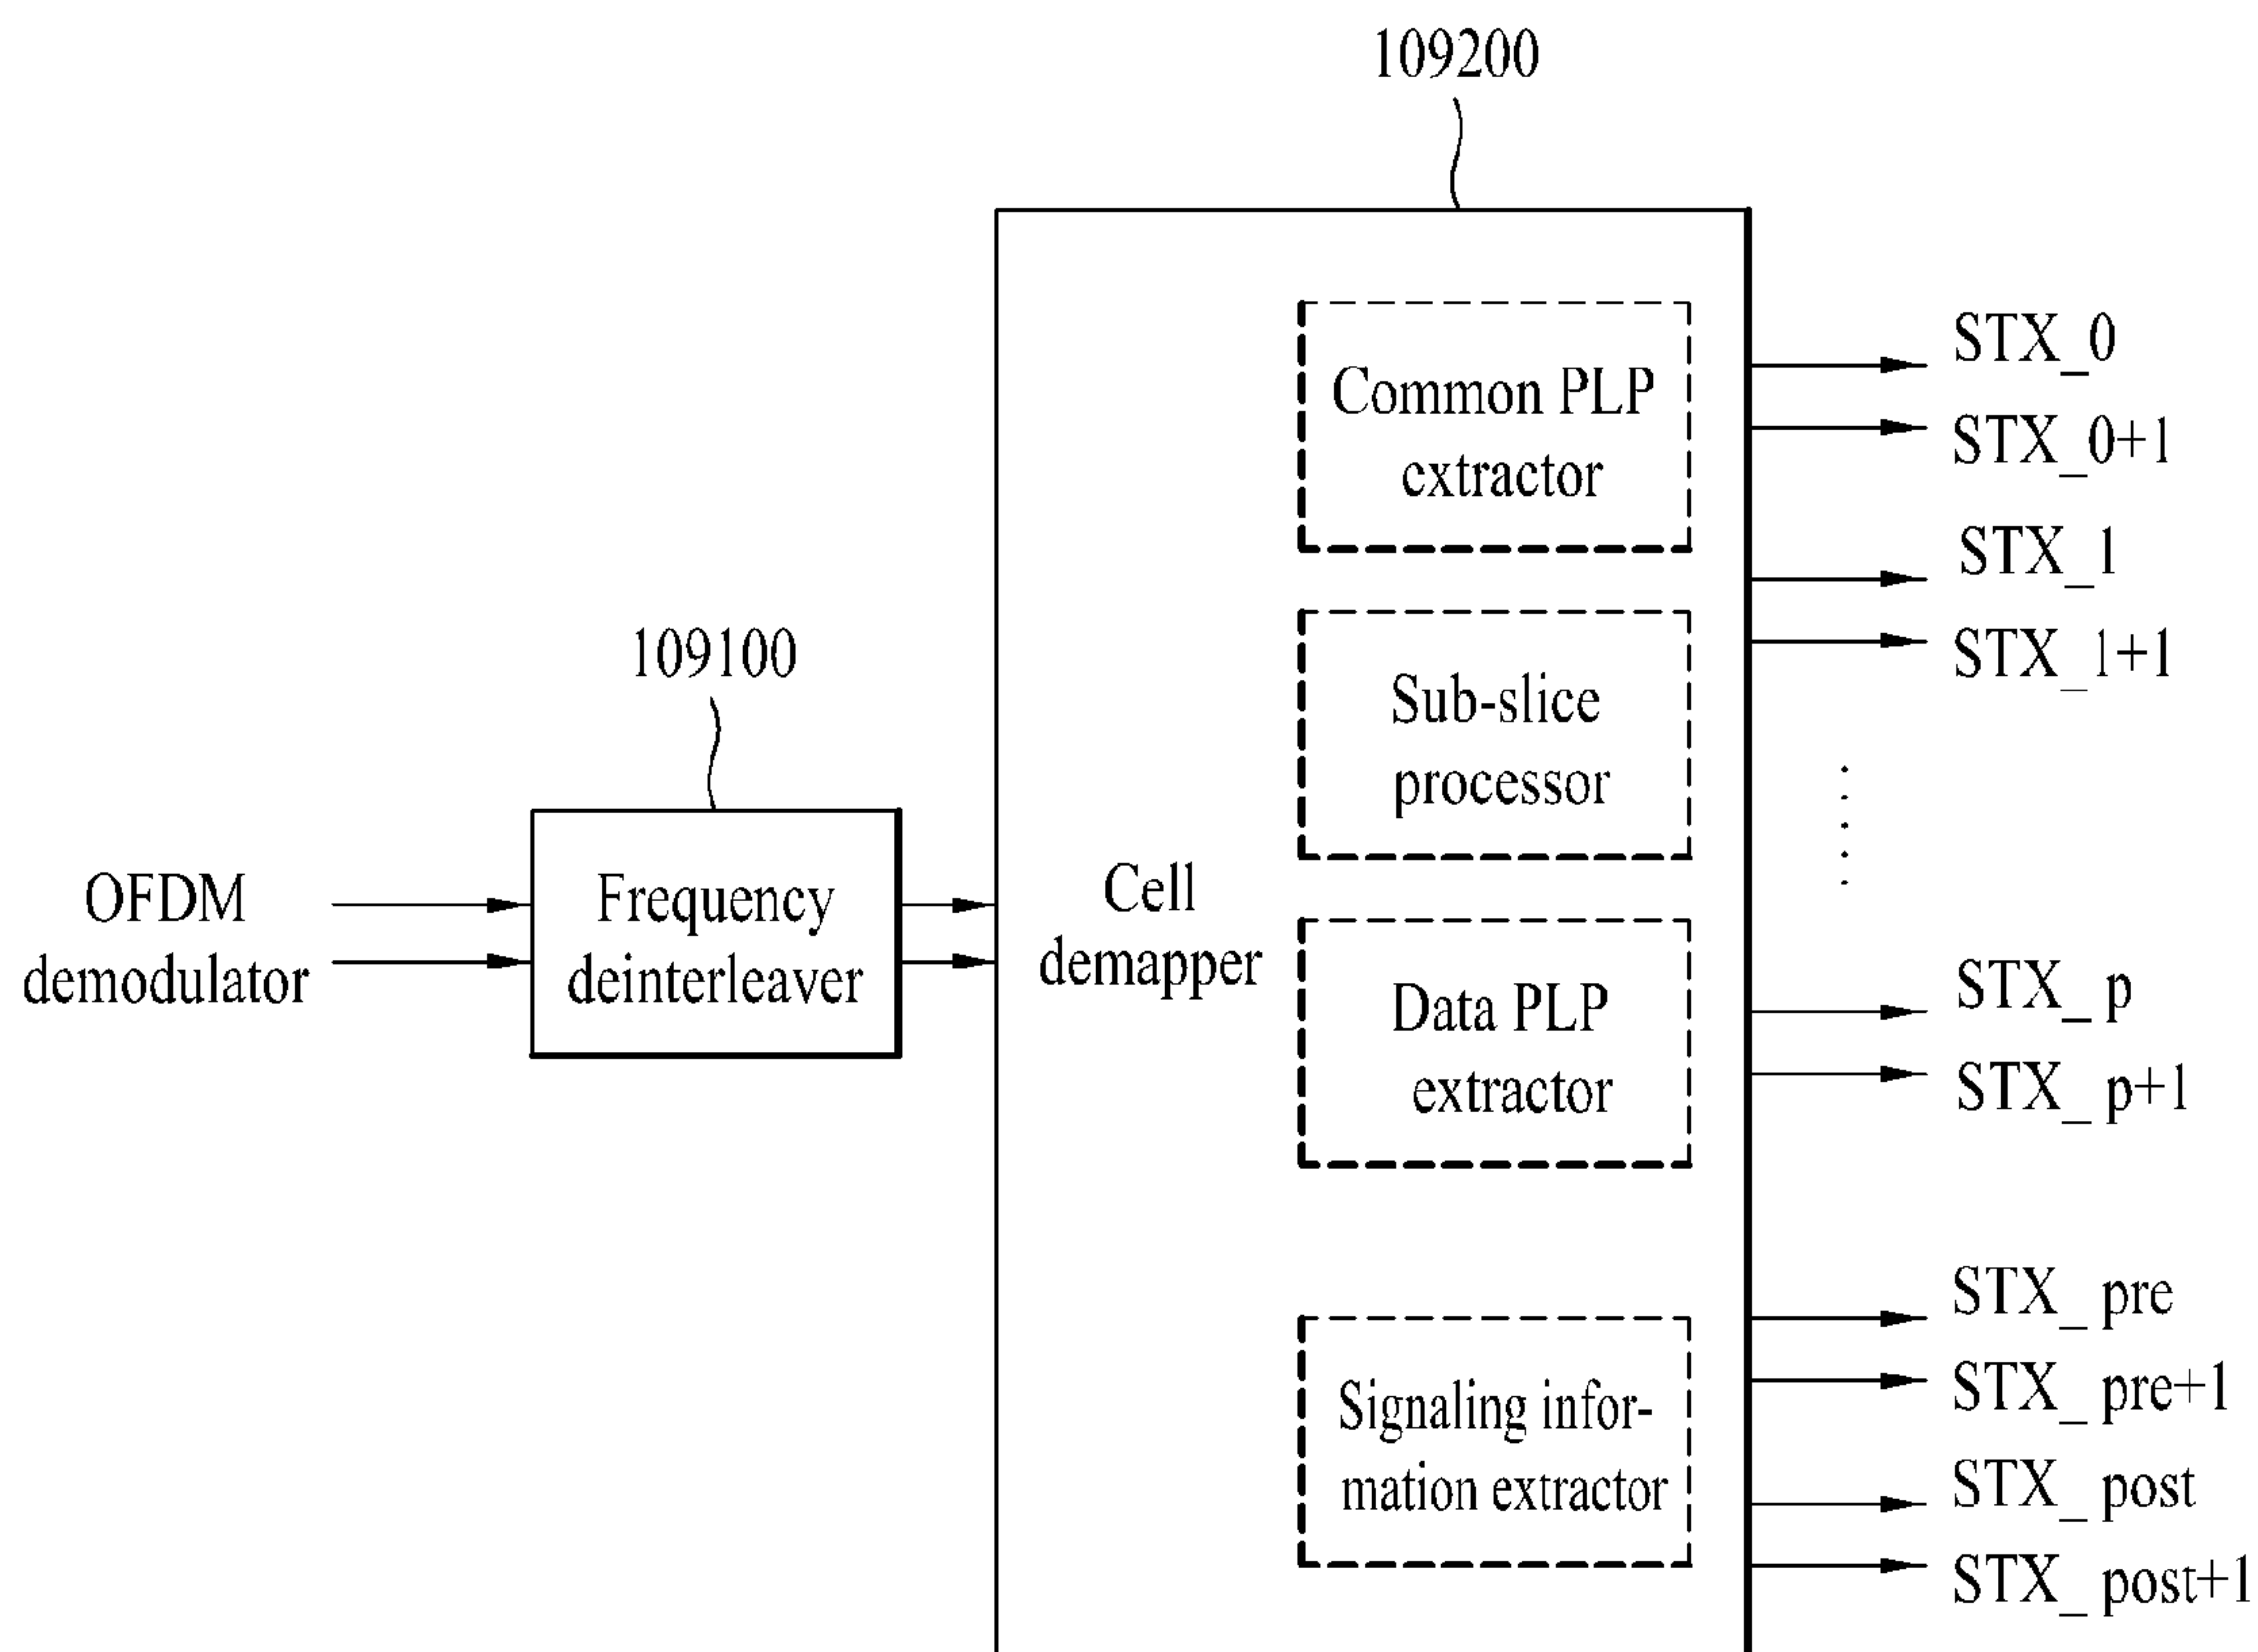 109200
109100
OFDM
demodulator
Frequency
deinterleaver
Cell
demapper
Common PLP
extractor
Sub-slice
processor
Data PLP
extractor
Signaling infor-
mation extractor
STX_0
STX_0+1
STX_1
STX_1+1
STX_p
STX_p+1
STX_pre
STX_pre+1
STX_post
STX_post+1